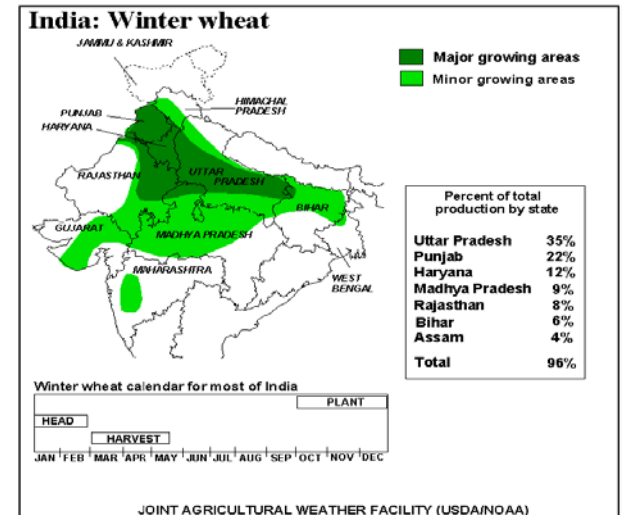 India: Winter wheat
JAMMU & KASHMIR
Major growing areas
Minor growing areas
HIMACHAL
PRADESH
PUNJAB
HARYANA
RAJASTHAN
UTTAR
PRADESH
BIHAR
GUJARAT
MADHYA PRADESH
MAHARASHTRA
WEST
BENGAL
Percent of total
production by state
Uttar Pradesh 35%
Punjab 22%
Haryana 12%
Madhya Pradesh 9%
Rajasthan 8%
Bihar 6%
Assam 4%
Total 96%
Winter wheat calendar for most of India
PLANT
HEAD
HARVEST
JAN FEB MAR APR MAY JUN JUL AUG SEP OCT NOV DEC
JOINT AGRICULTURAL WEATHER FACILITY (USDA/NOAA)